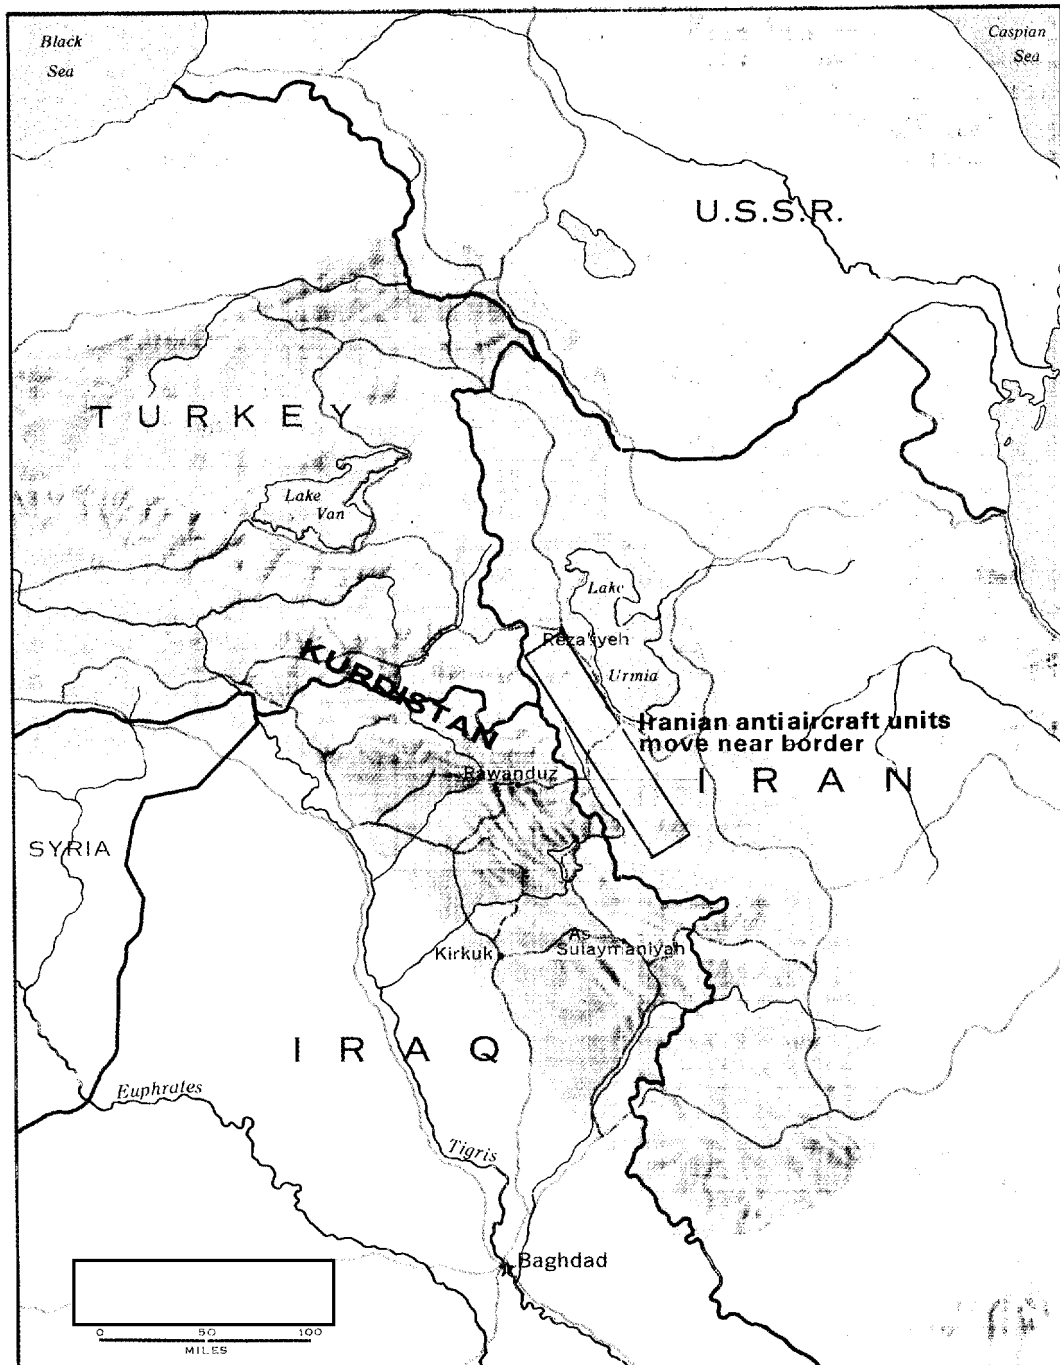 Black
Sea
Caspian
Sea
U.S.S.R.
TURKEY
Lake
Van
Lake
Reza'iyeh
Urmia
KURDISTAN
Iranian antiaircraft units
move near border
Rawanduz
IRAN
SYRIA
As
Sulaymaniyah
Kirkuk
IRAQ
Euphrates
Tigris
Baghdad
0 50 100
MILES